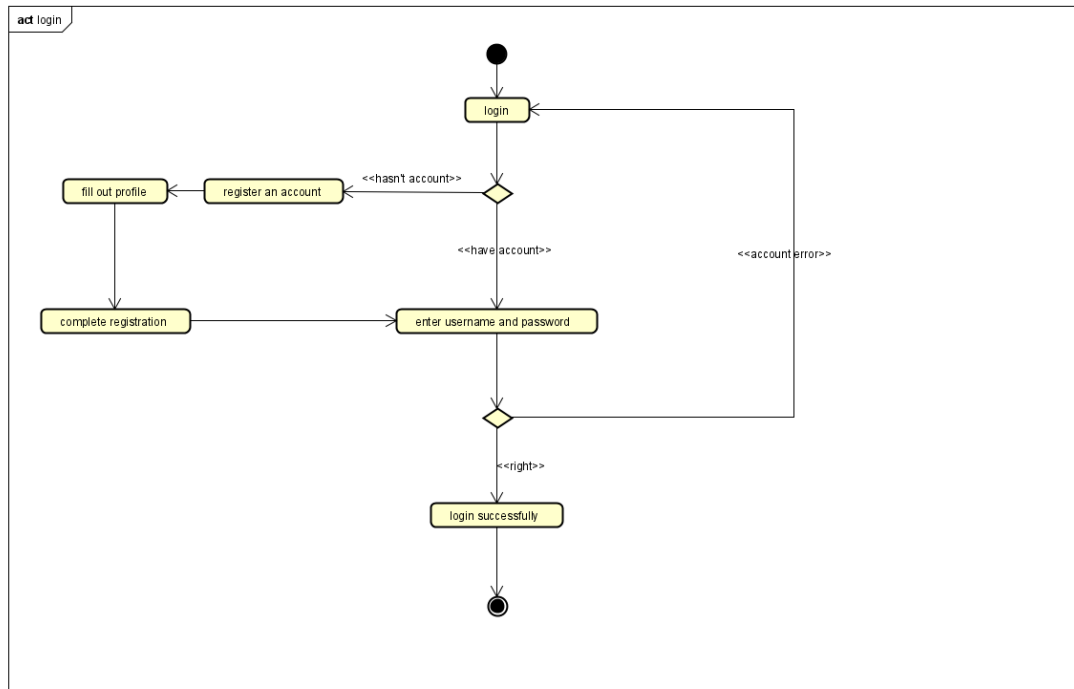 act login
login
<<hasn't account>>
fill out profile
register an account
<<have account>>
<<account error>>
complete registration
enter username and password
<<right>>
login successfully